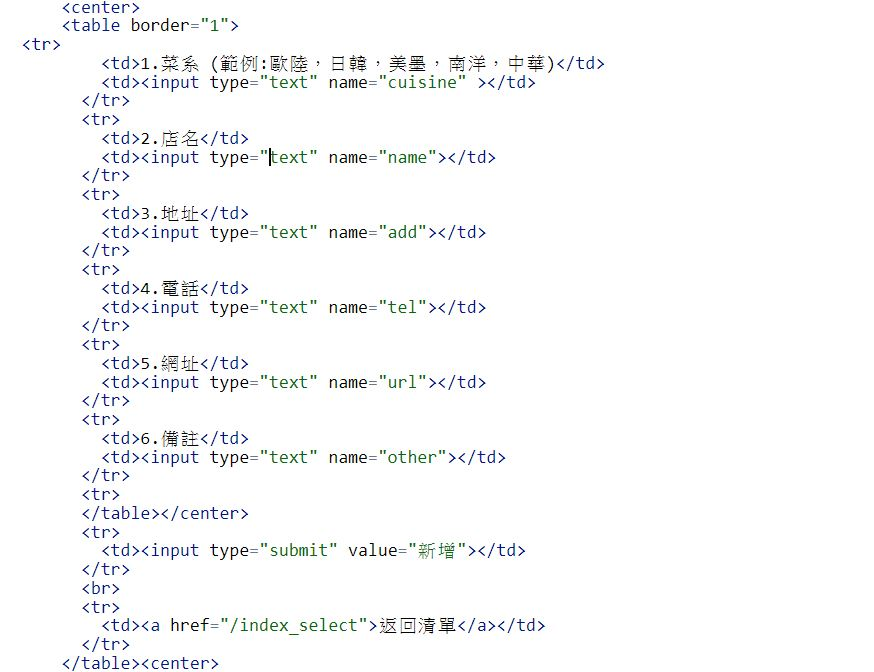 <center>
<table border="1">
<tr>
<td>1.菜系 (範例:歐陸，日韓，美墨，南洋，中華)</td>
<td><input type="text" name="cuisine" ></td>
</tr>
<tr>
<td>2.店名</td>
<td><input type="text" name="name"></td>
</tr>
<tr>
<td>3.地址</td>
<td><input type="text" name="add"></td>
</tr>
<tr>
<td>4.電話</td>
<td><input type="text" name="tel"></td>
</tr>
<tr>
<td>5.網址</td>
<td><input type="text" name="url"></td>
</tr>
<tr>
<td>6.備註</td>
<td><input type="text" name="other"></td>
</tr>
<tr>
</table></center>
<tr>
<td><input type="submit" value="新增"></td>
</tr>
<br>
<tr>
<td><a href="/index_select">返回清單</a></td>
</tr>
</table><center>